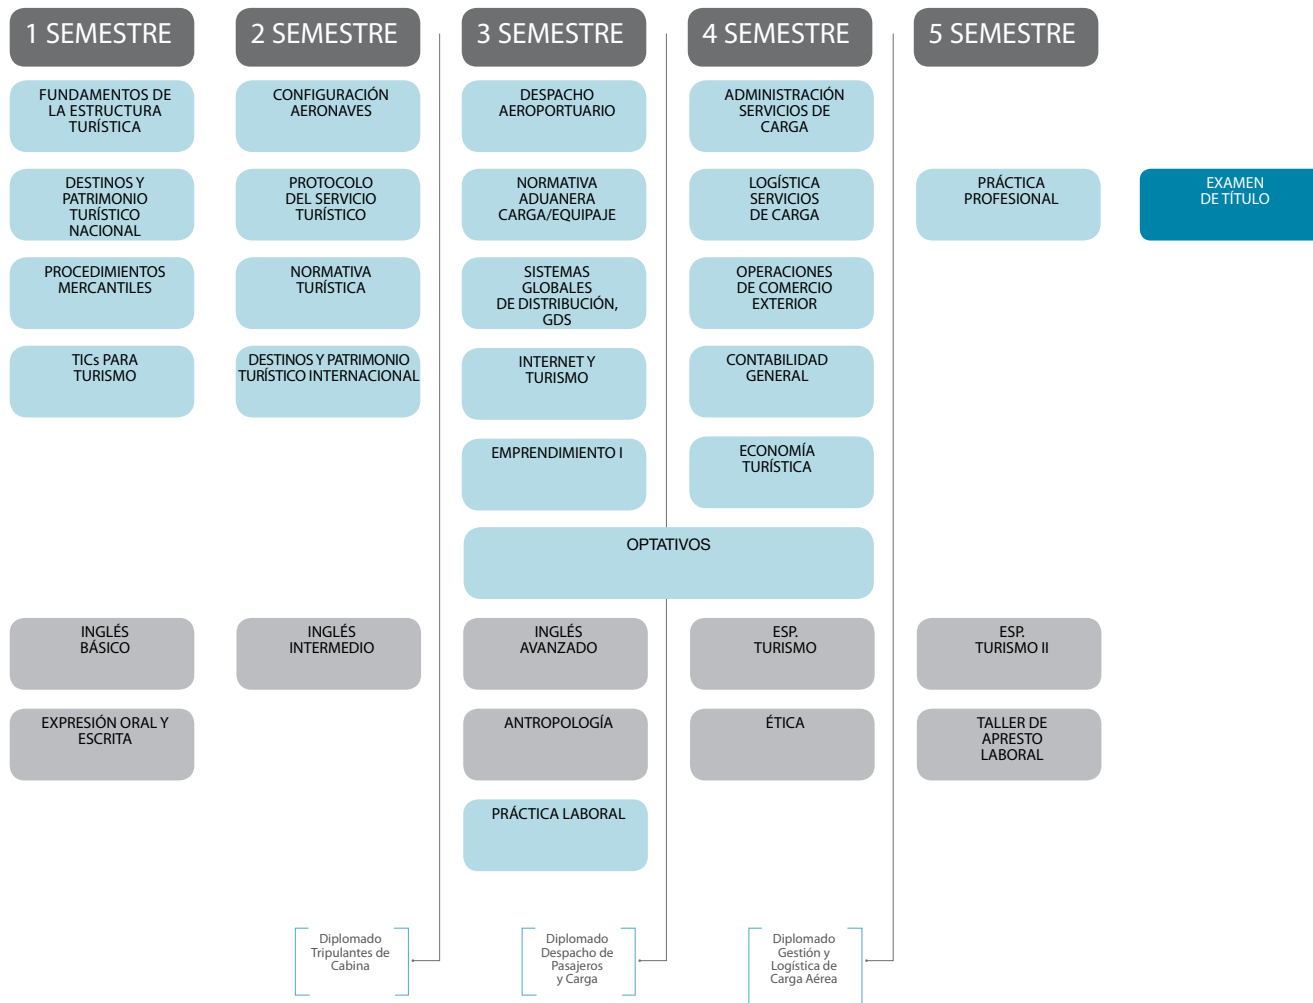 1 SEMESTRE
2 SEMESTRE
3 SEMESTRE
4 SEMESTRE
5 SEMESTRE
FUNDAMENTOS DE
LA ESTRUCTURA
TURÍSTICA
CONFIGURACIÓN
AERONAVES
DESPACHO
AEROPORTUARIO
ADMINISTRACIÓN
SERVICIOS DE
CARGA
DESTINOS Y
PATRIMONIO
TURÍSTICO
NACIONAL
PROTOCOLO
DEL SERVICIO
TURÍSTICO
NORMATIVA
ADUANERA
CARGA/EQUIPAJE
LOGÍSTICA
SERVICIOS
DE CARGA
PRÁCTICA
PROFESIONAL
EXAMEN
DE TÍTULO
PROCEDIMIENTOS
MERCANTILES
NORMATIVA
TURÍSTICA
SISTEMAS
GLOBALES
DE DISTRIBUCIÓN,
GDS
OPERACIONES
DE COMERCIO
EXTERIOR
TICs PARA
TURISMO
DESTINOS Y PATRIMONIO
TURÍSTICO INTERNACIONAL
INTERNET Y
TURISMO
CONTABILIDAD
GENERAL
EMPRENDIMIENTO I
ECONOMÍA
TURÍSTICA
OPTATIVOS
INGLÉS
BÁSICO
INGLÉS
INTERMEDIO
INGLÉS
AVANZADO
ESP.
TURISMO
ESP.
TURISMO II
EXPRESIÓN ORAL Y
ESCRITA
ANTROPOLOGÍA
ÉTICA
TALLER DE
APRESTO
LABORAL
PRÁCTICA LABORAL
Diplomado
Tripulantes de
Cabina
Diplomado
Despacho de
Pasajeros
y Carga
Diplomado
Gestión y
Logística de
Carga Aérea